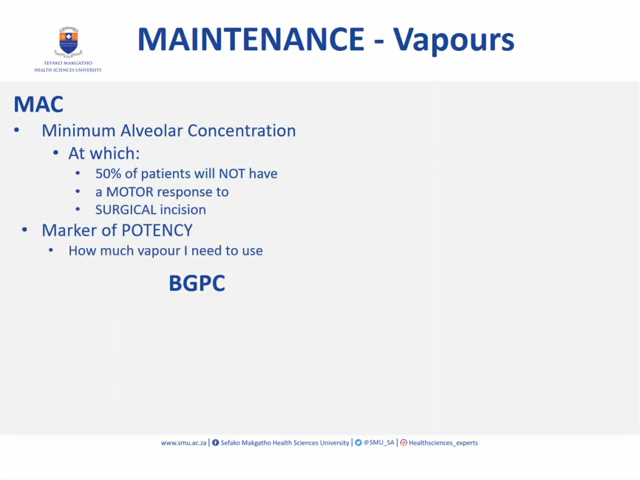 MAINTENANCE - Vapours
SEFAKO MAKGATHO
HEALTH SCIENCES UNIVERSITY
MAC
• Minimum Alveolar Concentration
• At which:
• 50% of patients will NOT have
• a MOTOR response to
• SURGICAL incision
• Marker of POTENCY
• How much vapour I need to use
BGPC
www.smu.ac.za | Sefako Makgatho Health Sciences University | @SMU_SA | Healthsciences_experts